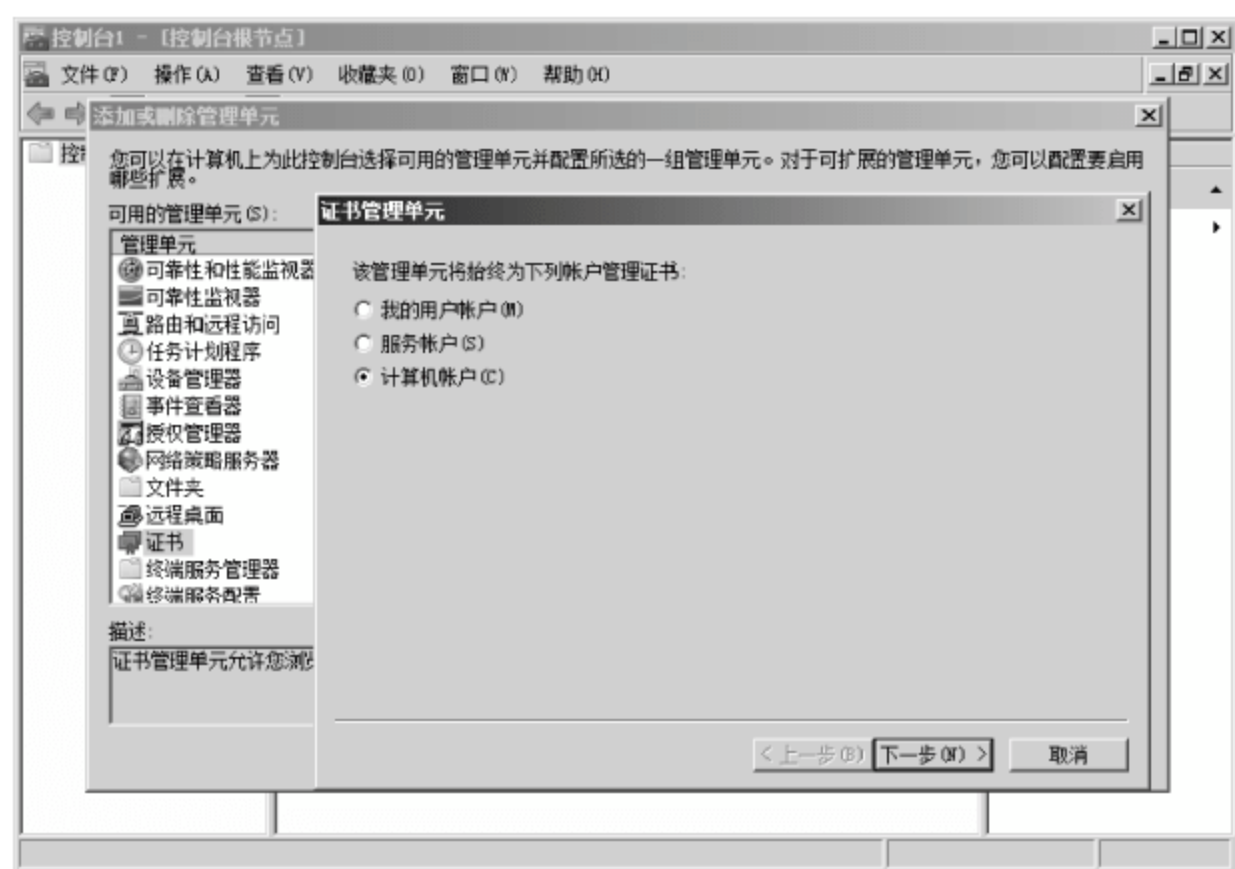 控制台1 - [控制台根节点]
文件(F) 操作(A) 查看(V) 收藏夹(O) 窗口(W) 帮助(H)
添加或删除管理单元
控制
您可以在计算机上为此控制台选择可用的管理单元并配置所选的一组管理单元。对于可扩展的管理单元，您可以配置要启用
哪些扩展。
可用的管理单元(S):
管理单元
可靠性和性能监视器
可靠性监视器
路由和远程访问
任务计划程序
设备管理器
事件查看器
授权管理器
网络策略服务器
文件夹
远程桌面
证书
终端服务管理器
终端服务配置
描述:
证书管理单元允许您浏览
证书管理单元
该管理单元将始终为下列帐户管理证书:
我的用户帐户(M)
服务帐户(S)
计算机帐户(C)
< 上一步(B) 下一步(N) > 取消